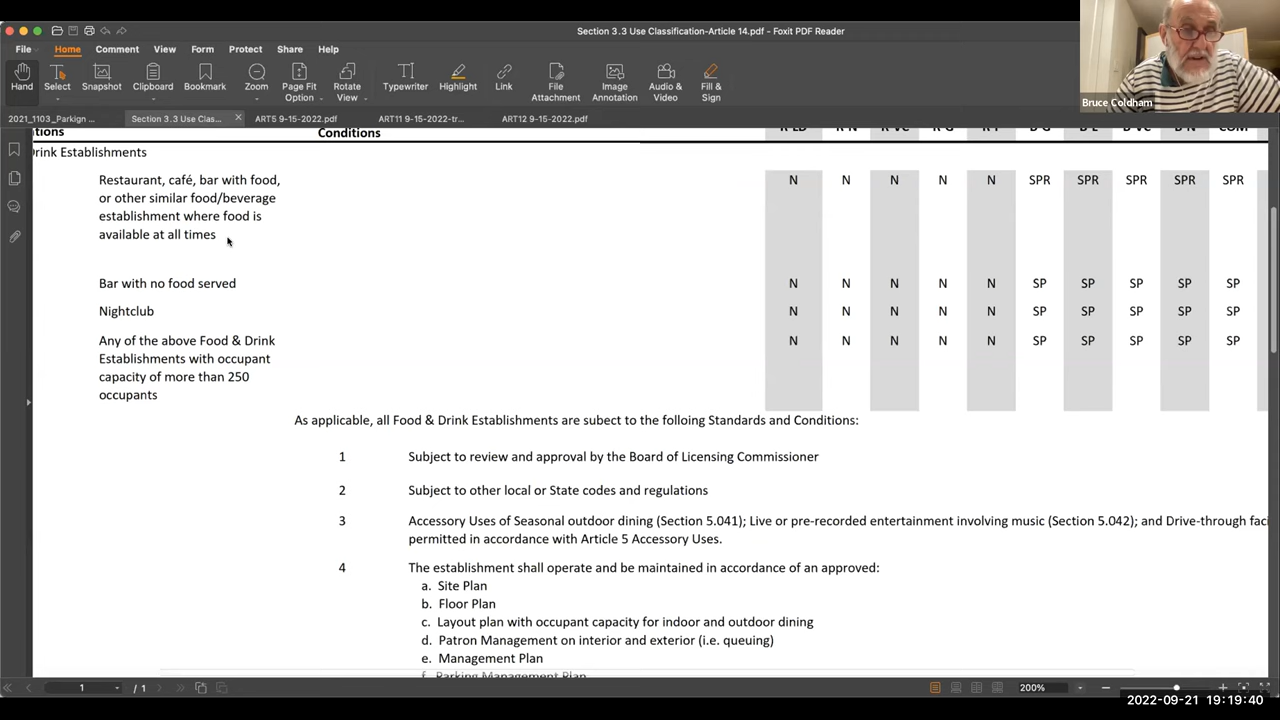 Section 3.3 Use Classification-Article 14.pdf - Foxit PDF Reader
File Home Comment View Form Protect Share Help
Hand Select Snapshot Clipboard Bookmark Zoom Page Fit Option Rotate View Typewriter Highlight Link File Attachment Image Annotation Audio & Video Fill & Sign
Bruce Coldham
2021_1103_Parkign ... Section 3.3 Use Clas... ART5 9-15-2022.pdf ART11 9-15-2022-tr... ART12 9-15-2022.pdf
Conditions R-LD R-N R-VC R-G R-F B-G B-L B-VC B-N COM
Drink Establishments
Restaurant, café, bar with food, N N N N N SPR SPR SPR SPR SPR
or other similar food/beverage
establishment where food is
available at all times
Bar with no food served N N N N N SP SP SP SP SP
Nightclub N N N N N SP SP SP SP SP
Any of the above Food & Drink N N N N N SP SP SP SP SP
Establishments with occupant
capacity of more than 250
occupants
As applicable, all Food & Drink Establishments are subect to the folloing Standards and Conditions:
1 Subject to review and approval by the Board of Licensing Commissioner
2 Subject to other local or State codes and regulations
3 Accessory Uses of Seasonal outdoor dining (Section 5.041); Live or pre-recorded entertainment involving music (Section 5.042); and Drive-through
permitted in accordance with Article 5 Accessory Uses.
4 The establishment shall operate and be maintained in accordance of an approved:
a. Site Plan
b. Floor Plan
c. Layout plan with occupant capacity for indoor and outdoor dining
d. Patron Management on interior and exterior (i.e. queuing)
e. Management Plan
f. Parking Management Plan
1 / 1 200%
2022-09-21 19:19:40